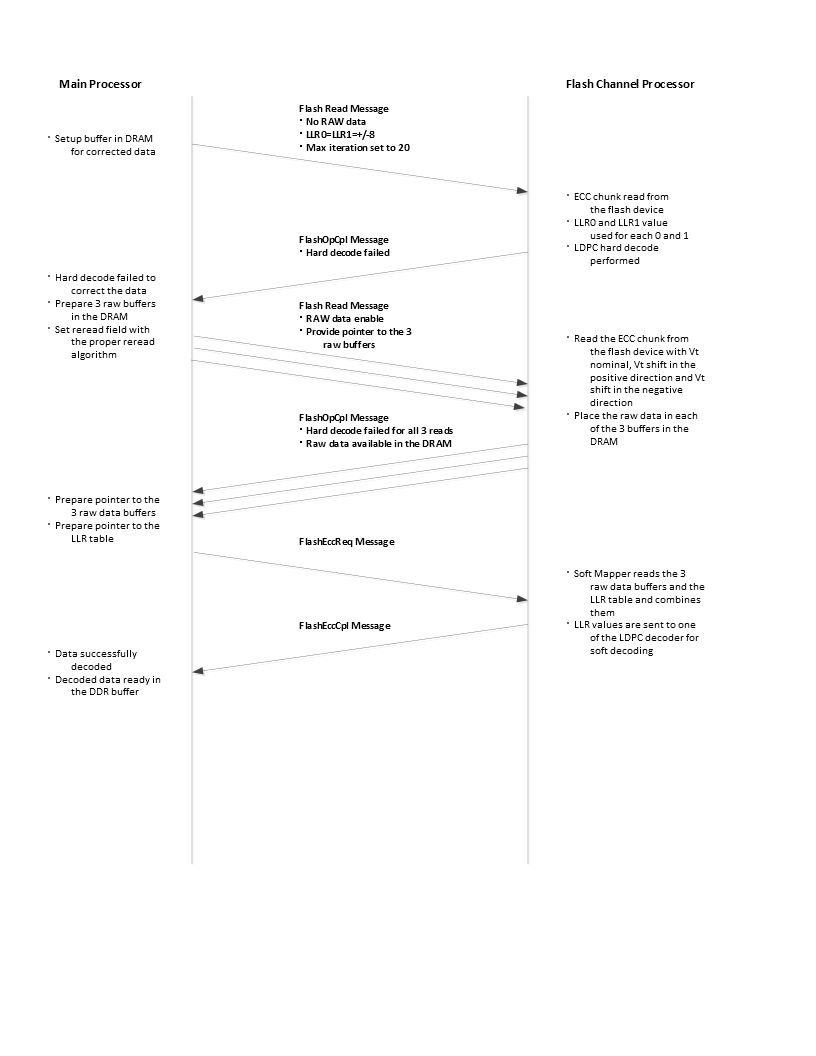 Main Processor
Flash Channel Processor
Flash Read Message
· No RAW data
· LLR0=LLR1=+/-8
· Max iteration set to 20
· Setup buffer in DRAM
for corrected data
· ECC chunk read from
the flash device
· LLR0 and LLR1 value
used for each 0 and 1
· LDPC hard decode
performed
FlashOpCpl Message
· Hard decode failed
· Hard decode failed to
correct the data
· Prepare 3 raw buffers
in the DRAM
· Set reread field with
the proper reread
algorithm
Flash Read Message
· RAW data enable
· Provide pointer to the 3
raw buffers
· Read the ECC chunk from
the flash device with Vt
nominal, Vt shift in the
positive direction and Vt
shift in the negative
direction
· Place the raw data in each
of the 3 buffers in the
DRAM
FlashOpCpl Message
· Hard decode failed for all 3 reads
· Raw data available in the DRAM
· Prepare pointer to the
3 raw data buffers
· Prepare pointer to the
LLR table
FlashEccReq Message
· Soft Mapper reads the 3
raw data buffers and the
LLR table and combines
them
· LLR values are sent to one
of the LDPC decoder for
soft decoding
FlashEccCpl Message
· Data successfully
decoded
· Decoded data ready in
the DDR buffer